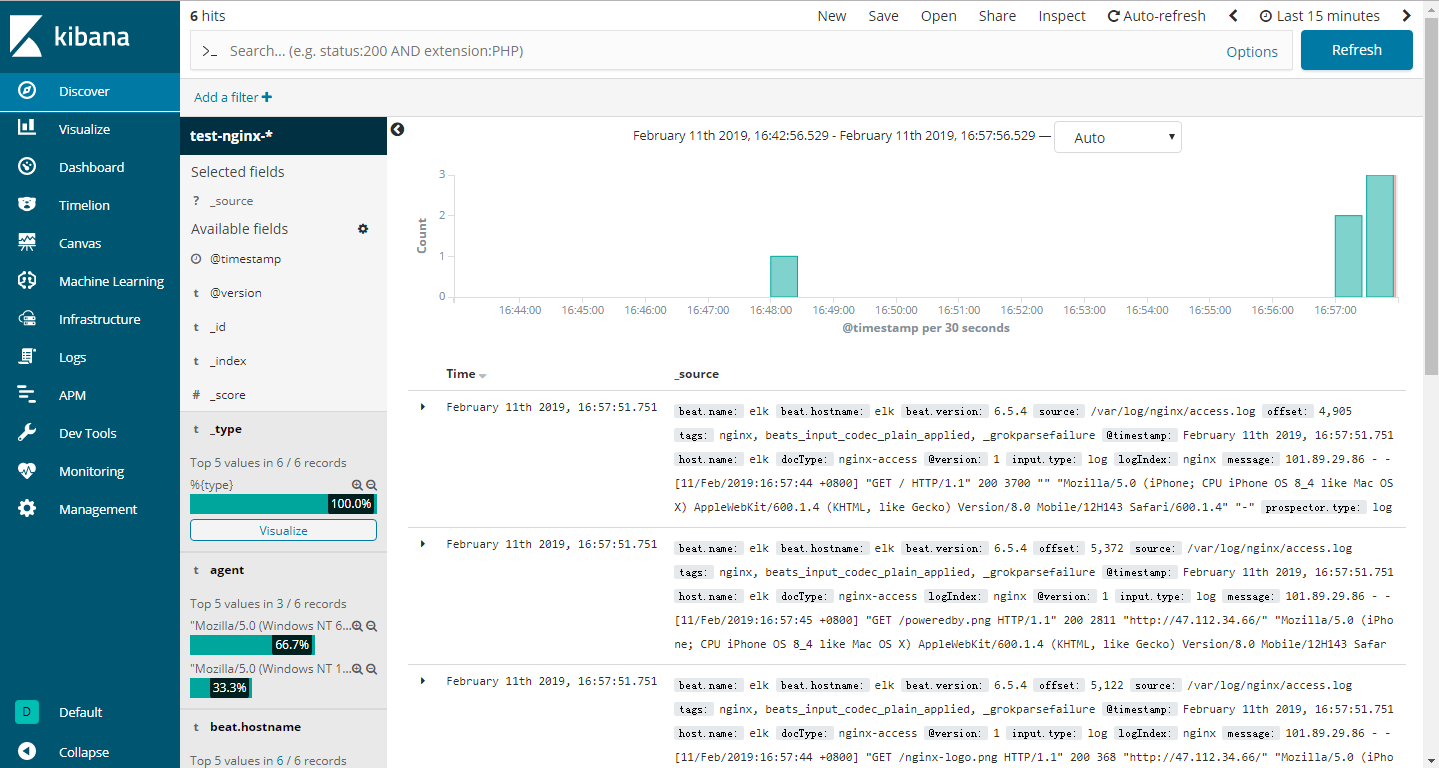 kibana
Discover
Visualize
Dashboard
Timelion
Canvas
Machine Learning
Infrastructure
Logs
APM
Dev Tools
Monitoring
Management
D Default
Collapse
6 hits
New Save Open Share Inspect Auto-refresh Last 15 minutes
>_ Search... (e.g. status:200 AND extension:PHP) Options Refresh
Add a filter +
test-nginx-*
Selected fields
? _source
Available fields
@timestamp
t @version
t _id
t _index
# _score
t _type
Top 5 values in 6 / 6 records
%{type}
100.0%
Visualize
t agent
Top 5 values in 3 / 6 records
"Mozilla/5.0 (Windows NT 6...
66.7%
"Mozilla/5.0 (Windows NT 1...
33.3%
t beat.hostname
Top 5 values in 6 / 6 records
February 11th 2019, 16:42:56.529 - February 11th 2019, 16:57:56.529 — Auto
Count
3
2
1
0
16:44:00 16:45:00 16:46:00 16:47:00 16:48:00 16:49:00 16:50:00 16:51:00 16:52:00 16:53:00 16:54:00 16:55:00 16:56:00 16:57:00
@timestamp per 30 seconds
Time _source
February 11th 2019, 16:57:51.751 beat.name: elk beat.hostname: elk beat.version: 6.5.4 source: /var/log/nginx/access.log offset: 4,905
tags: nginx, beats_input_codec_plain_applied, _grokparsefailure @timestamp: February 11th 2019, 16:57:51.751
host.name: elk docType: nginx-access @version: 1 input.type: log logIndex: nginx message: 101.89.29.86 - -
[11/Feb/2019:16:57:44 +0800] "GET / HTTP/1.1" 200 3700 "" "Mozilla/5.0 (iPhone; CPU iPhone OS 8_4 like Mac OS
X) AppleWebKit/600.1.4 (KHTML, like Gecko) Version/8.0 Mobile/12H143 Safari/600.1.4" "-" prospector.type: log
February 11th 2019, 16:57:51.751 beat.name: elk beat.hostname: elk beat.version: 6.5.4 offset: 5,372 source: /var/log/nginx/access.log
tags: nginx, beats_input_codec_plain_applied, _grokparsefailure @timestamp: February 11th 2019, 16:57:51.751
host.name: elk docType: nginx-access logIndex: nginx @version: 1 input.type: log message: 101.89.29.86 - -
[11/Feb/2019:16:57:45 +0800] "GET /poweredby.png HTTP/1.1" 200 2811 "http://47.112.34.66/" "Mozilla/5.0 (iPho
ne; CPU iPhone OS 8_4 like Mac OS X) AppleWebKit/600.1.4 (KHTML, like Gecko) Version/8.0 Mobile/12H143 Safar
February 11th 2019, 16:57:51.751 beat.name: elk beat.hostname: elk beat.version: 6.5.4 offset: 5,122 source: /var/log/nginx/access.log
tags: nginx, beats_input_codec_plain_applied, _grokparsefailure @timestamp: February 11th 2019, 16:57:51.751
host.name: elk docType: nginx-access @version: 1 input.type: log logIndex: nginx message: 101.89.29.86 - -
[11/Feb/2019:16:57:44 +0800] "GET /nginx-logo.png HTTP/1.1" 200 368 "http://47.112.34.66/" "Mozilla/5.0 (iPho